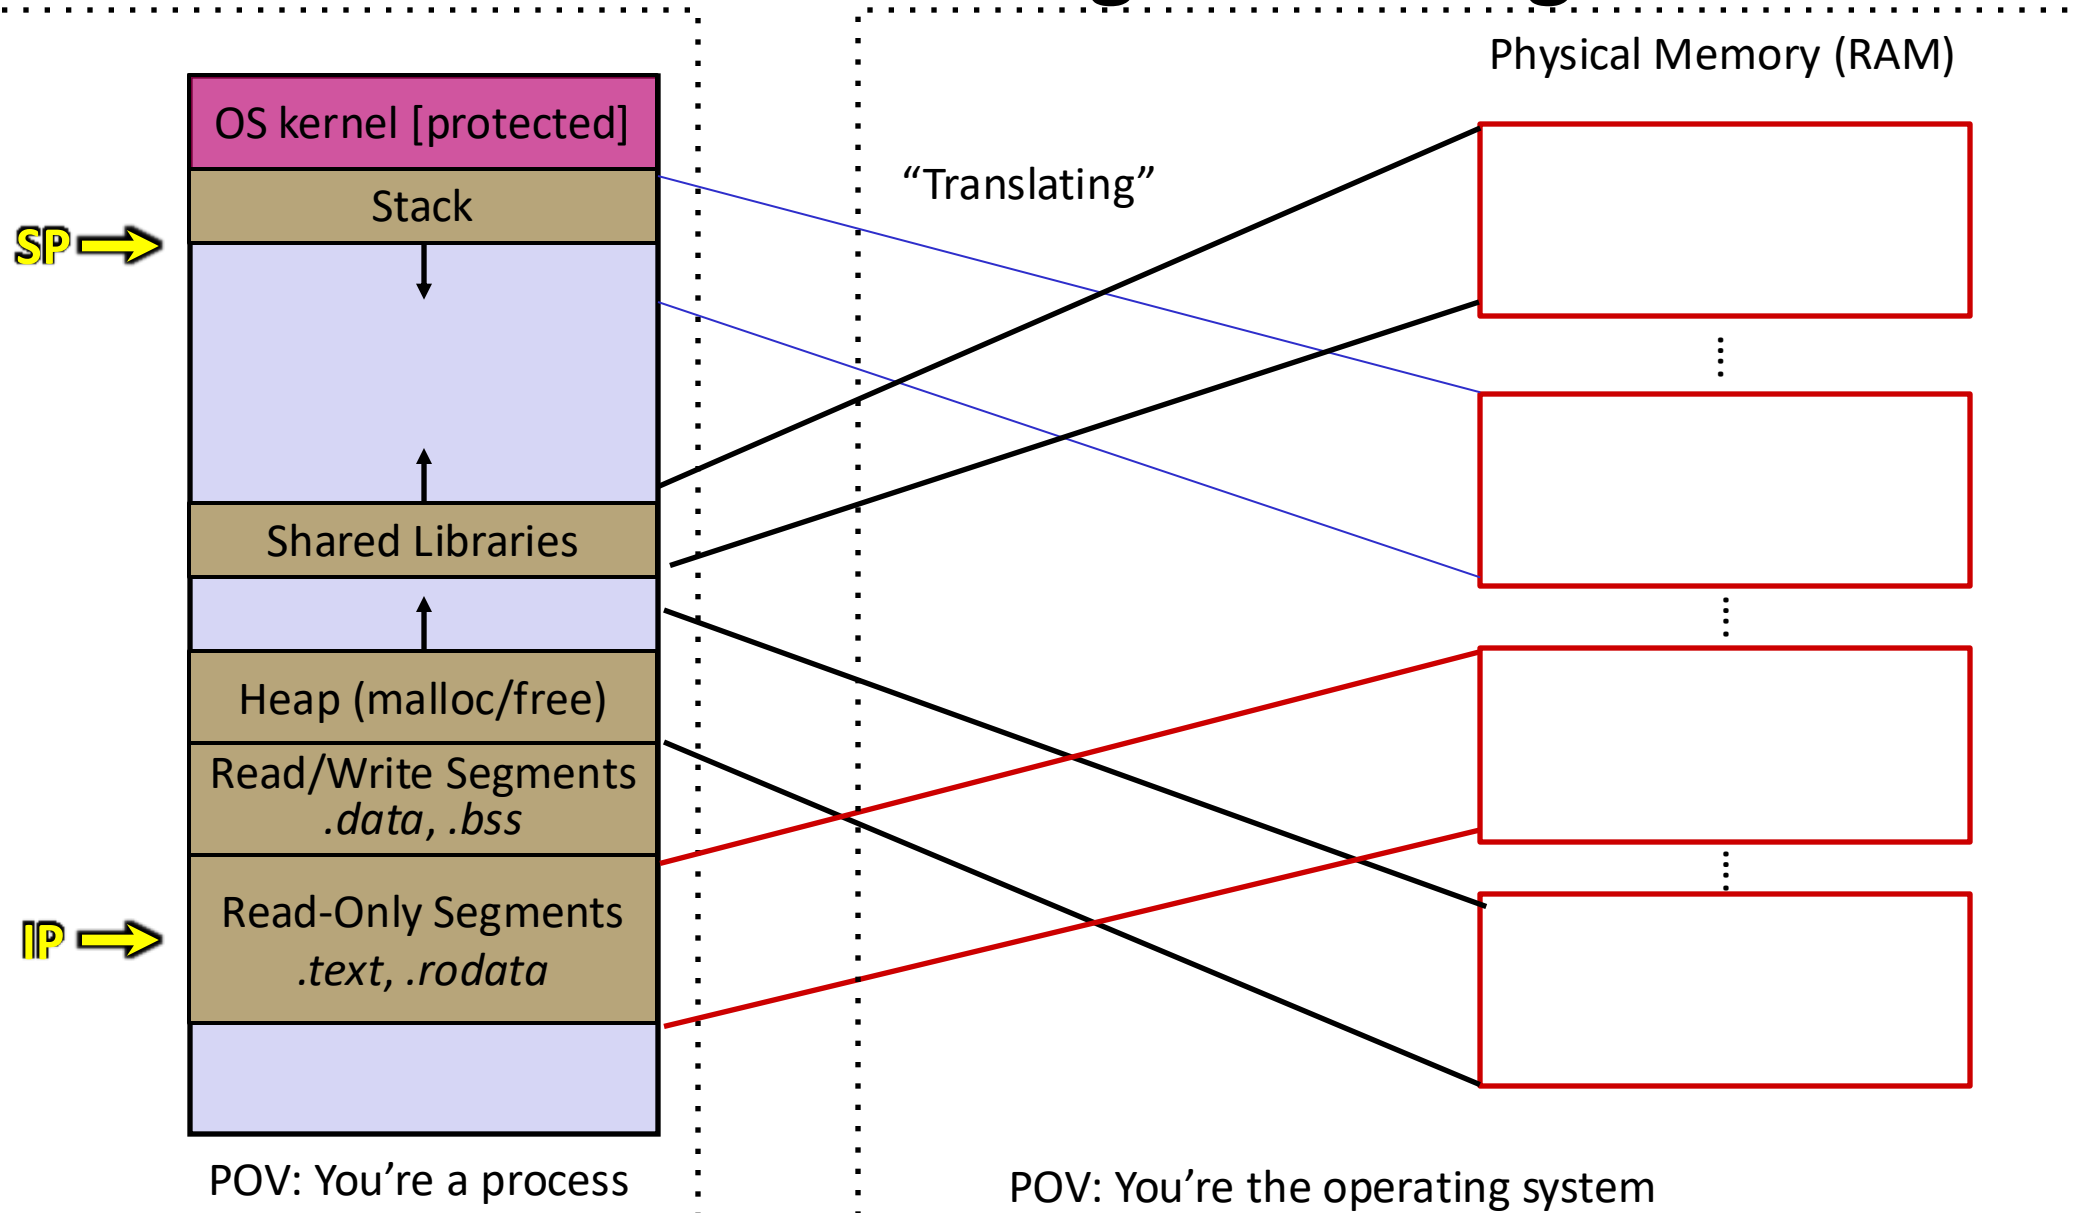 Physical Memory (RAM)
OS kernel [protected]
“Translating”
Stack
SP
Shared Libraries
Heap (malloc/free)
Read/Write Segments
.data, .bss
Read-Only Segments
IP
.text, .rodata
POV: You’re a process
POV: You’re the operating system